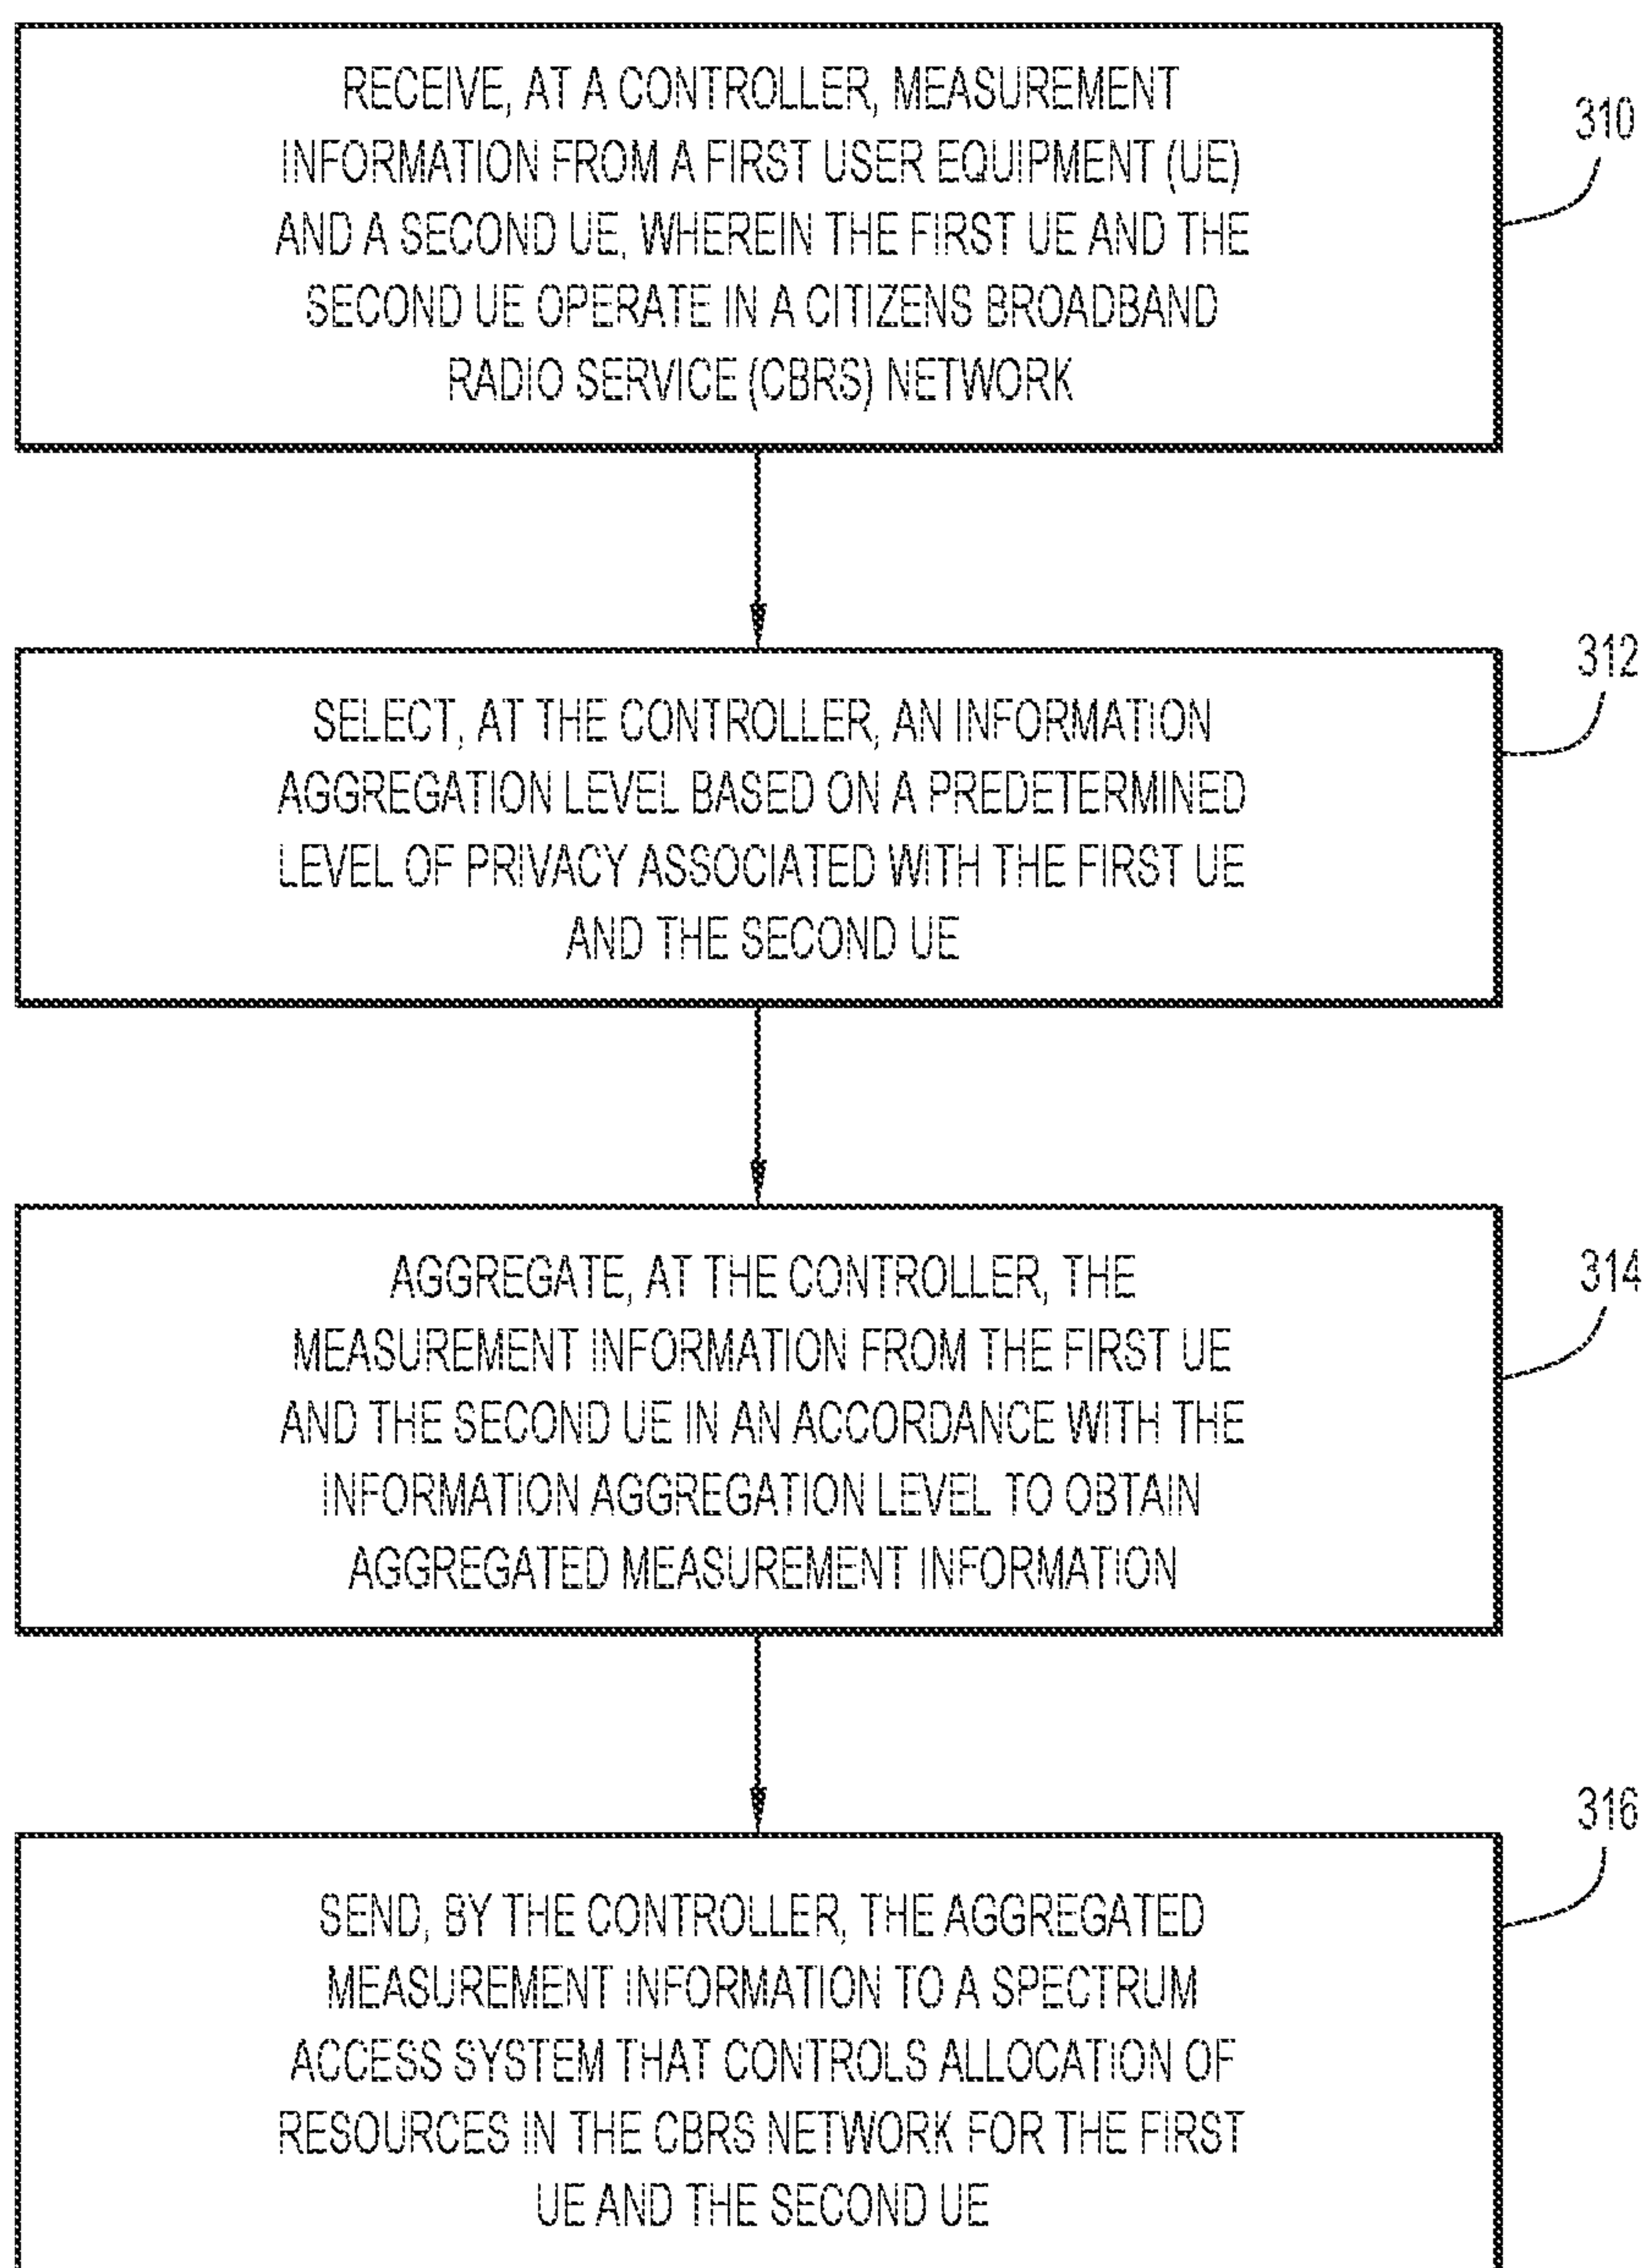 RECEIVE, AT A CONTROLLER, MEASUREMENT
INFORMATION FROM A FIRST USER EQUIPMENT (UE)
AND A SECOND UE, WHEREIN THE FIRST UE AND THE
SECOND UE OPERATE IN A CITIZENS BROADBAND
RADIO SERVICE (CBRS) NETWORK
310
SELECT, AT THE CONTROLLER, AN INFORMATION
AGGREGATION LEVEL BASED ON A PREDETERMINED
LEVEL OF PRIVACY ASSOCIATED WITH THE FIRST UE
AND THE SECOND UE
312
AGGREGATE, AT THE CONTROLLER, THE
MEASUREMENT INFORMATION FROM THE FIRST UE
AND THE SECOND UE IN AN ACCORDANCE WITH THE
INFORMATION AGGREGATION LEVEL TO OBTAIN
AGGREGATED MEASUREMENT INFORMATION
314
SEND, BY THE CONTROLLER, THE AGGREGATED
MEASUREMENT INFORMATION TO A SPECTRUM
ACCESS SYSTEM THAT CONTROLS ALLOCATION OF
RESOURCES IN THE CBRS NETWORK FOR THE FIRST
UE AND THE SECOND UE
316